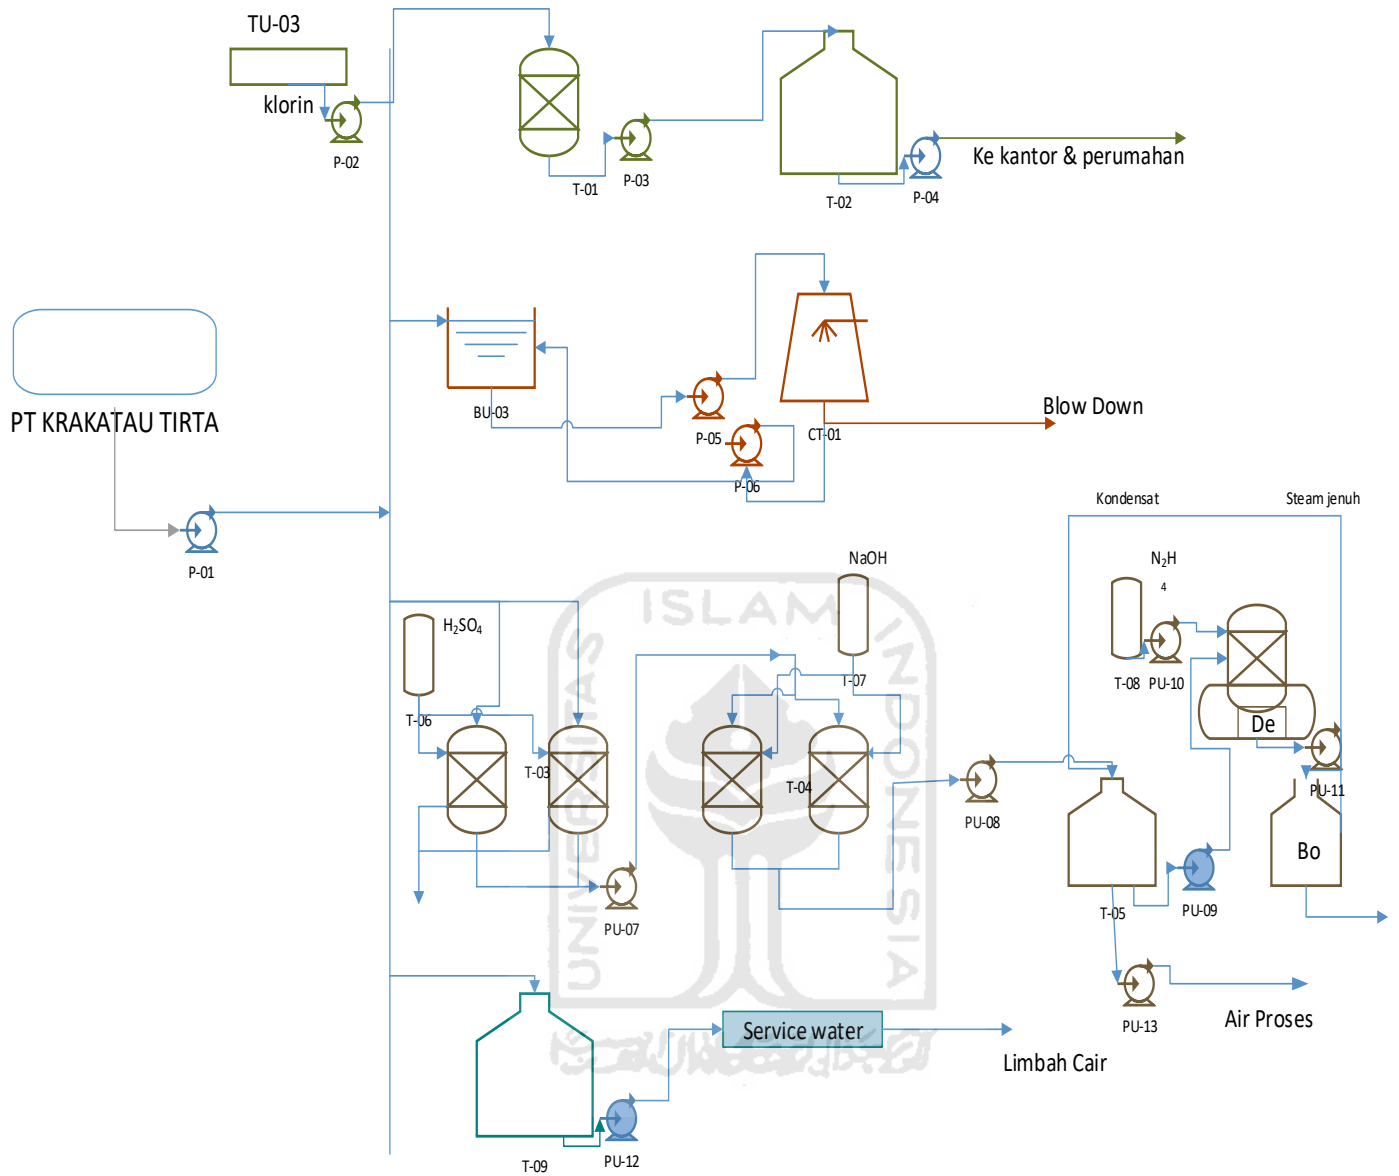 TU-03
klorin
P-02
T-01
P-03
T-02
P-04
Ke kantor & perumahan
PT KRAKATAU TIRTA
P-01
BU-03
P-05
P-06
CT-01
Blow Down
Kondensat
Steam jenuh
NaOH
N₂H
4
H₂SO₄
T-06
T-03
T-07
T-04
T-08
PU-10
De
PU-11
PU-08
Bo
T-05
PU-09
PU-07
PU-13
Air Proses
Service water
Limbah Cair
T-09
PU-12
UNIVERSITAS
ISLAM
INDONESIA